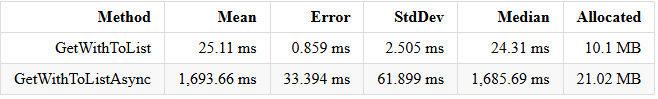 Method Mean Error StdDev Median Allocated
GetWithToList 25.11 ms 0.859 ms 2.505 ms 24.31 ms 10.1 MB
GetWithToListAsync 1,693.66 ms 33.394 ms 61.899 ms 1,685.69 ms 21.02 MB